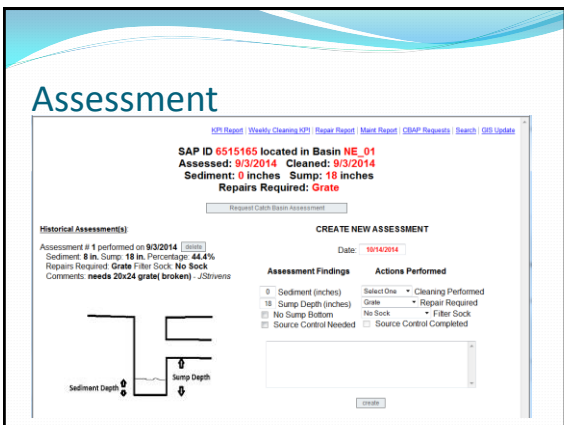 Assessment
KPI Report | Weekly Cleaning KPI | Repair Report | Maint Report | CBAP Requests | Search | GIS Update
SAP ID 6515165 located in Basin NE_01
Assessed: 9/3/2014 Cleaned: 9/3/2014
Sediment: 0 inches Sump: 18 inches
Repairs Required: Grate
Request Catch Basin Assessment
Historical Assessment(s):
Assessment # 1 performed on 9/3/2014 delete
Sediment: 8 in. Sump: 18 in. Percentage: 44.4%
Repairs Required: Grate Filter Sock: No Sock
Comments: needs 20x24 grate( broken) - JStrivens
Sediment Depth
Sump Depth
CREATE NEW ASSESSMENT
Date: 10/14/2014
Assessment Findings Actions Performed
0 Sediment (inches) Select One Cleaning Performed
18 Sump Depth (inches) Grate Repair Required
No Sump Bottom No Sock Filter Sock
Source Control Needed Source Control Completed
create